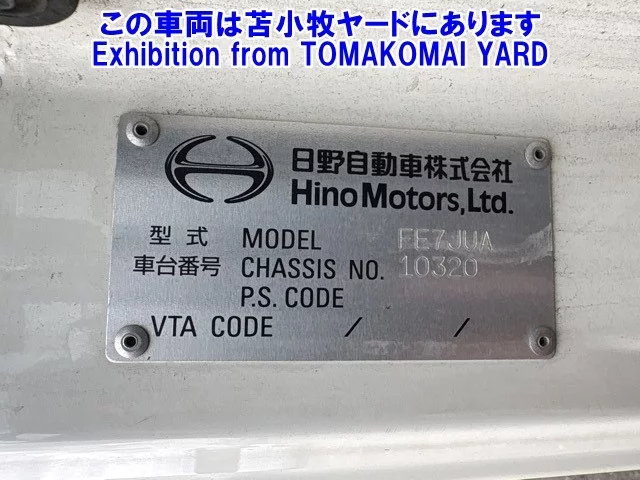 この車両は苫小牧ヤードにあります
Exhibition from TOMAKOMAI YARD
日野自動車株式会社
Hino Motors, Ltd.
型式 MODEL FE7JUA
車台番号 CHASSIS NO. 10320
P.S. CODE
VTA CODE / /